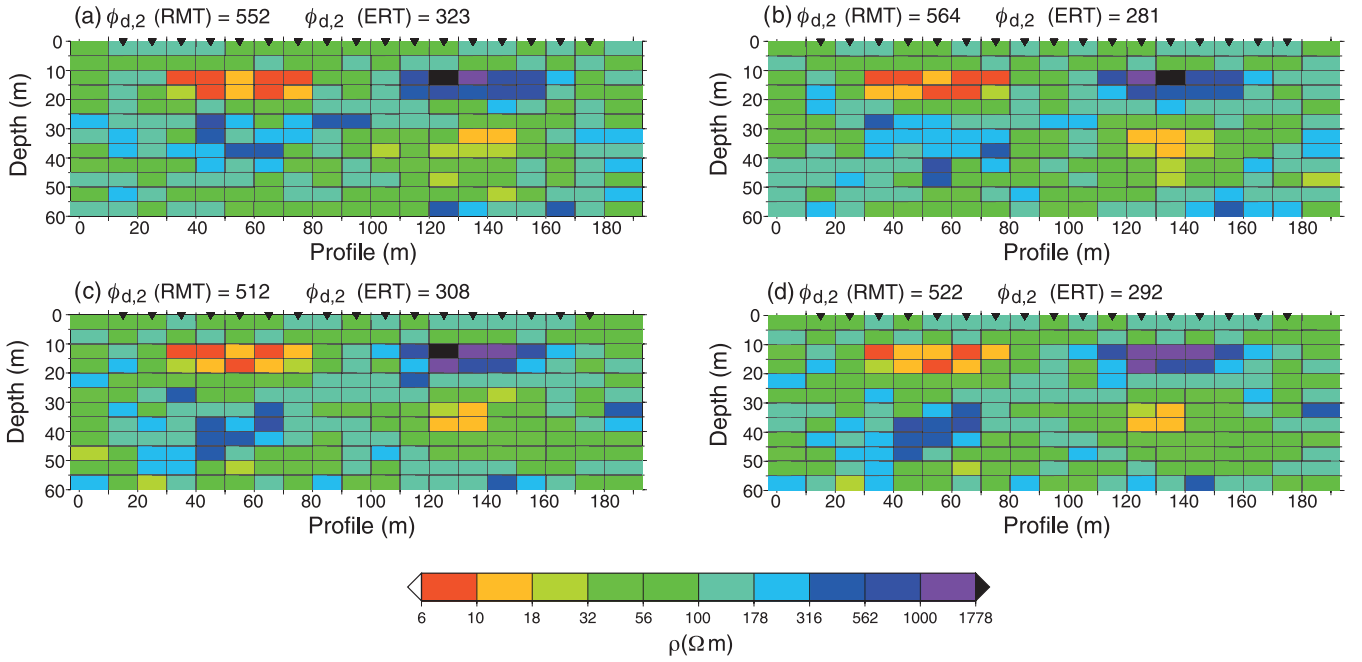 (a) ϕd,2 (RMT) = 552 ϕd,2 (ERT) = 323
(b) ϕd,2 (RMT) = 564 ϕd,2 (ERT) = 281
0
10
20
30
40
50
60
Depth (m)
0 20 40 60 80 100 120 140 160 180
Profile (m)
0
10
20
30
40
50
60
Depth (m)
0 20 40 60 80 100 120 140 160 180
Profile (m)
(c) ϕd,2 (RMT) = 512 ϕd,2 (ERT) = 308
(d) ϕd,2 (RMT) = 522 ϕd,2 (ERT) = 292
0
10
20
30
40
50
60
Depth (m)
0 20 40 60 80 100 120 140 160 180
Profile (m)
0
10
20
30
40
50
60
Depth (m)
0 20 40 60 80 100 120 140 160 180
Profile (m)
6 10 18 32 56 100 178 316 562 1000 1778
ρ(Ω m)